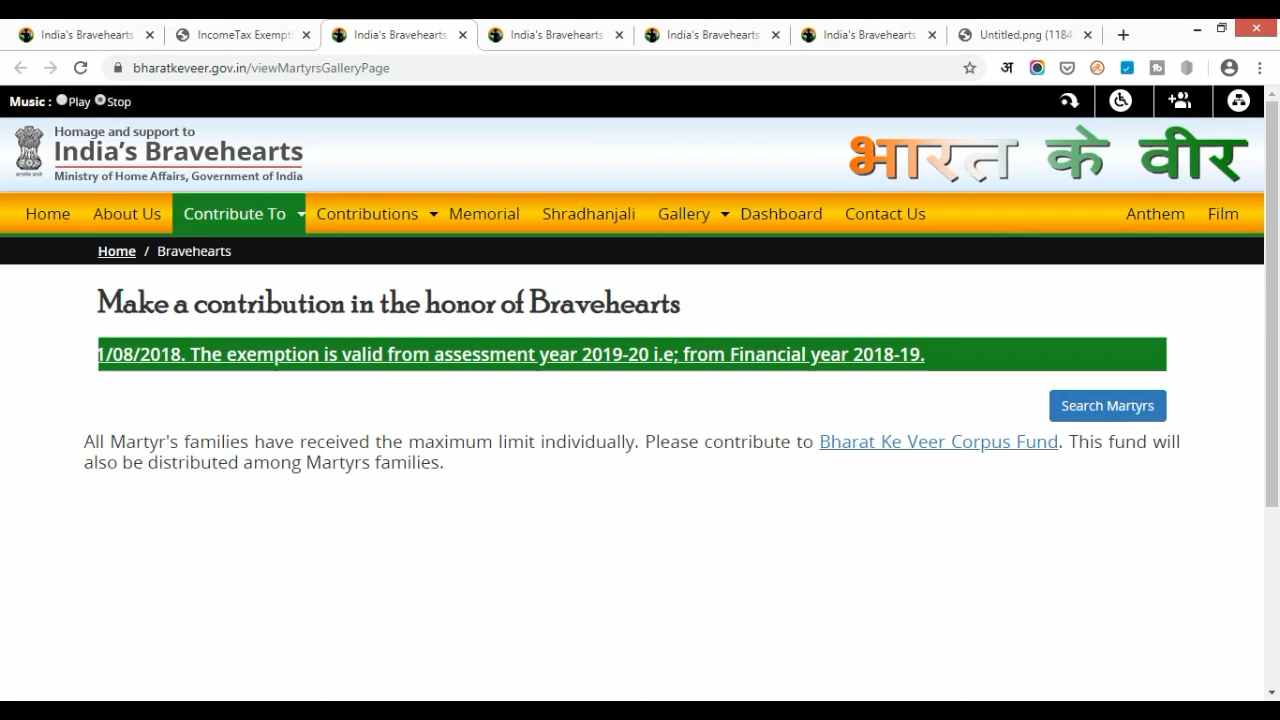 India's Bravehearts
IncomeTax Exempt
India's Bravehearts
India's Bravehearts
India's Bravehearts
India's Bravehearts
Untitled.png (1184
bharatkeveer.gov.in/viewMartyrsGalleryPage
अ
Music : Play Stop
Homage and support to
India's Bravehearts
Ministry of Home Affairs, Government of India
भारत के वीर
Home About Us Contribute To Contributions Memorial Shradhanjali Gallery Dashboard Contact Us Anthem Film
Home / Bravehearts
Make a contribution in the honor of Bravehearts
1/08/2018. The exemption is valid from assessment year 2019-20 i.e; from Financial year 2018-19.
Search Martyrs
All Martyr's families have received the maximum limit individually. Please contribute to Bharat Ke Veer Corpus Fund. This fund will
also be distributed among Martyrs families.